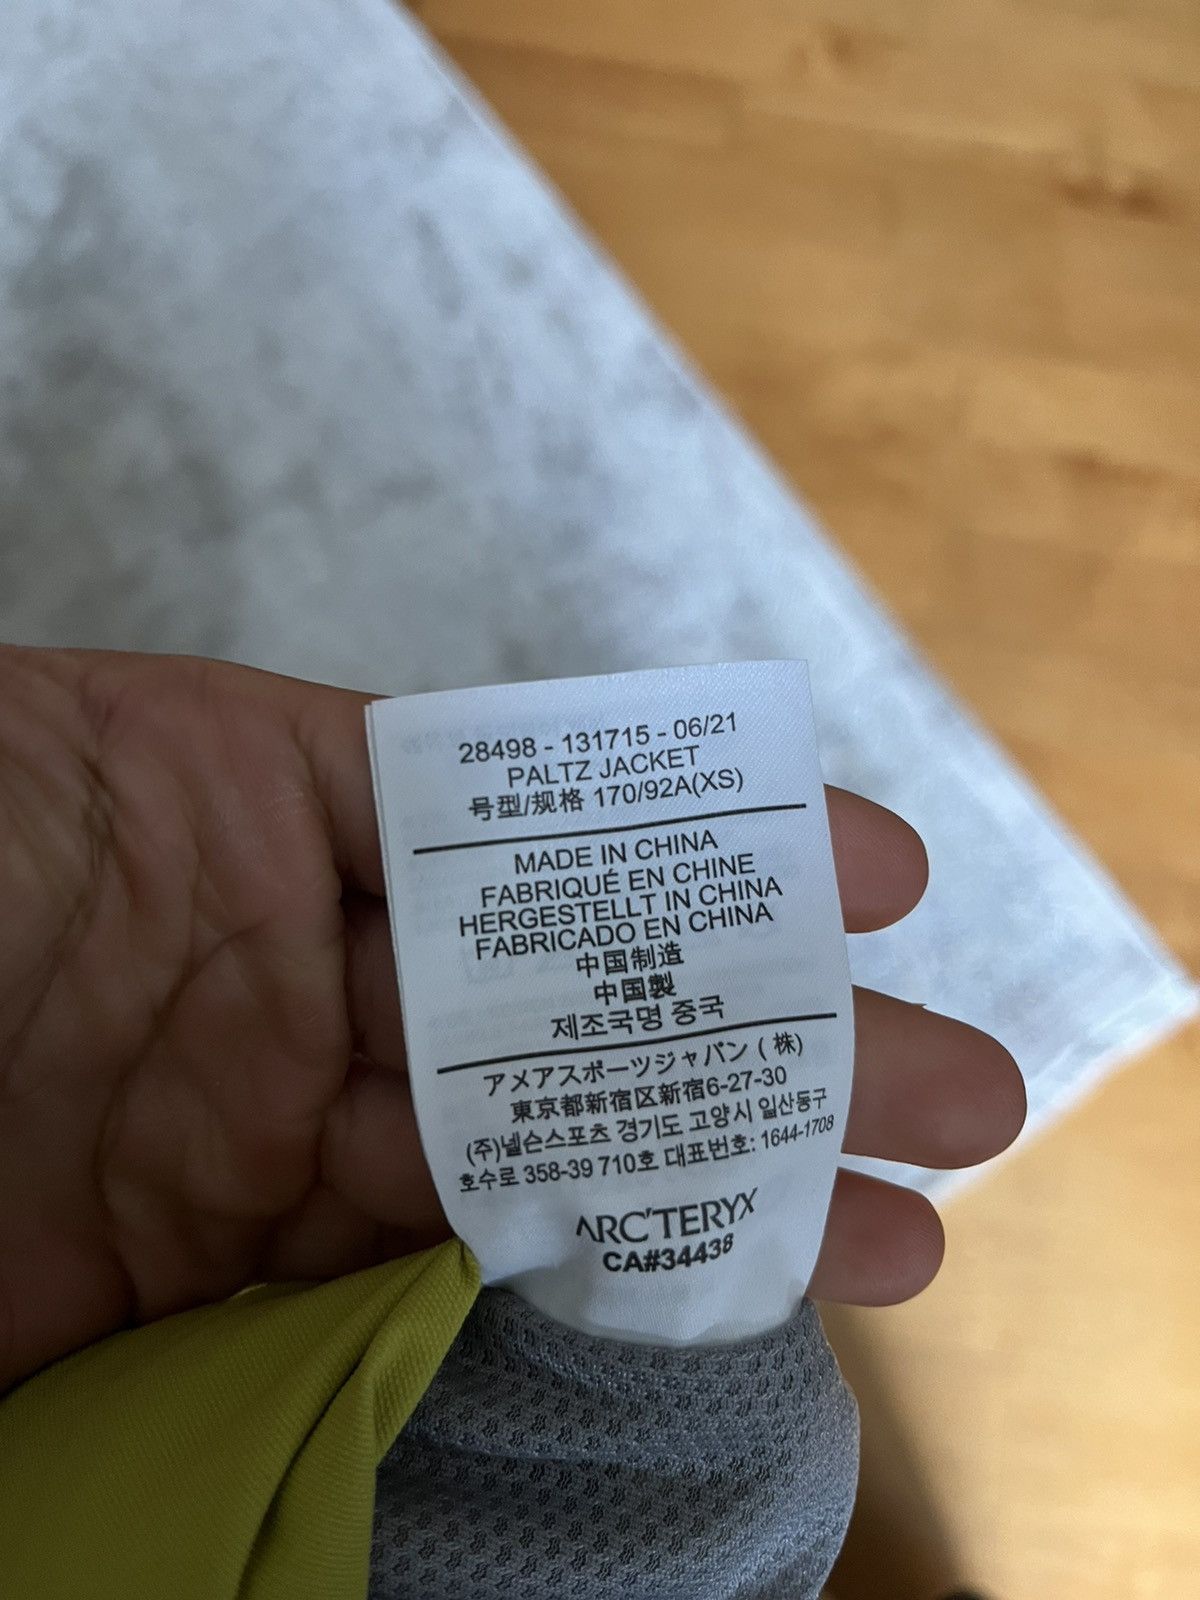 28498 - 131715 - 06/21
PALTZ JACKET
号型/规格 170/92A(XS)
MADE IN CHINA
FABRIQUÉ EN CHINE
HERGESTELLT IN CHINA
FABRICADO EN CHINA
中国制造
中国製
제조국명 중국
アメアスポーツジャパン ( 株)
東京都新宿区新宿6-27-30
(주)넬슨스포츠 경기도 고양시 일산동구
호수로 358-39 710호 대표번호: 1644-1708
ARC'TERYX
CA#34438